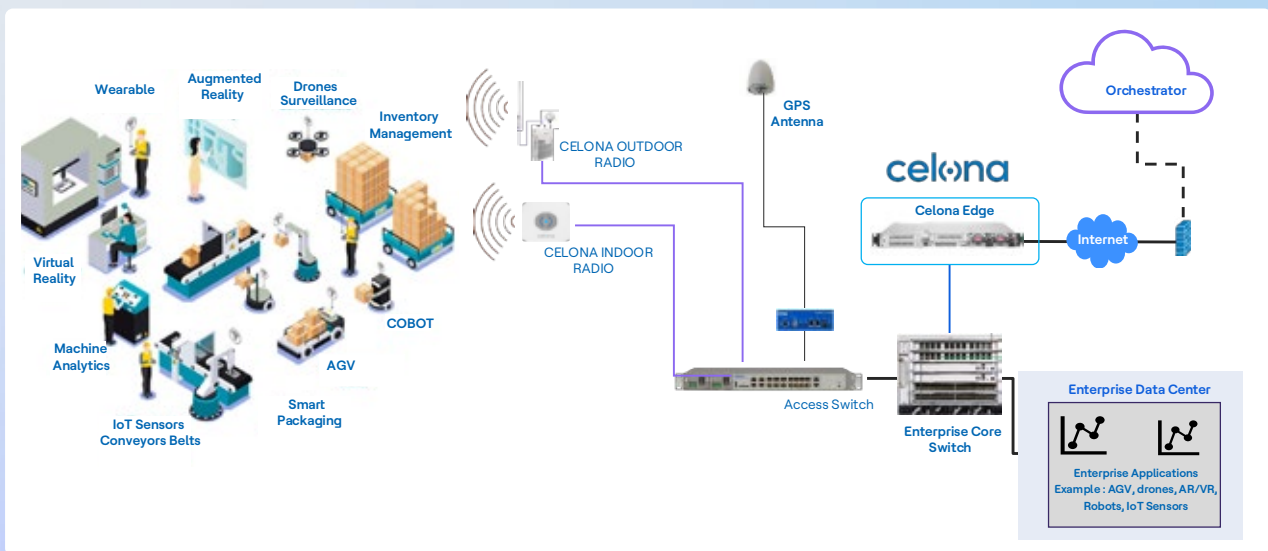 Wearable
Augmented
Reality
Drones
Surveillance
Inventory
Management
Virtual
Reality
Machine
Analytics
IoT Sensors
Conveyors Belts
Smart
Packaging
AGV
COBOT
CELONA OUTDOOR
RADIO
CELONA INDOOR
RADIO
GPS
Antenna
Access Switch
celona
Celona Edge
Internet
Orchestrator
Enterprise Core
Switch
Enterprise Data Center
Enterprise Applications
Example : AGV, drones, AR/VR,
Robots, IoT Sensors